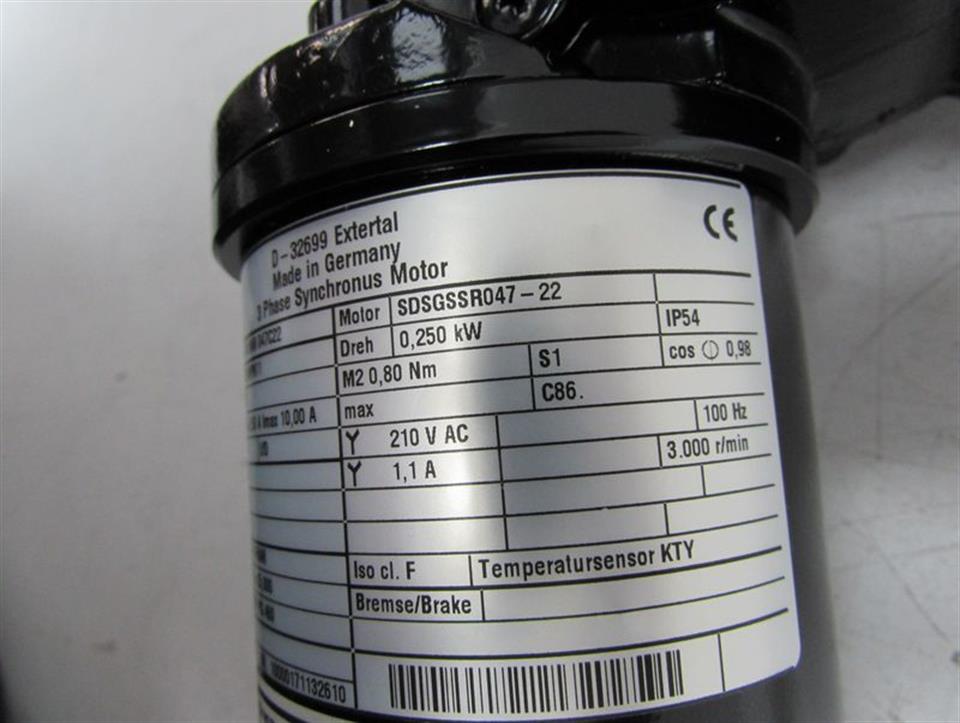 D-32699 Extertal
Made in Germany
3 Phase Synchronus Motor
CE
047C22 Motor SDSGSSR047-22
Dreh 0,250 kW IP54
M2 0,80 Nm S1 cos ϕ 0,98
A Imax 10,00 A max C86.
Y 210 V AC 100 Hz
Y 1,1 A 3.000 r/min
Iso cl. F Temperatursensor KTY
Bremse/Brake
10000171132610